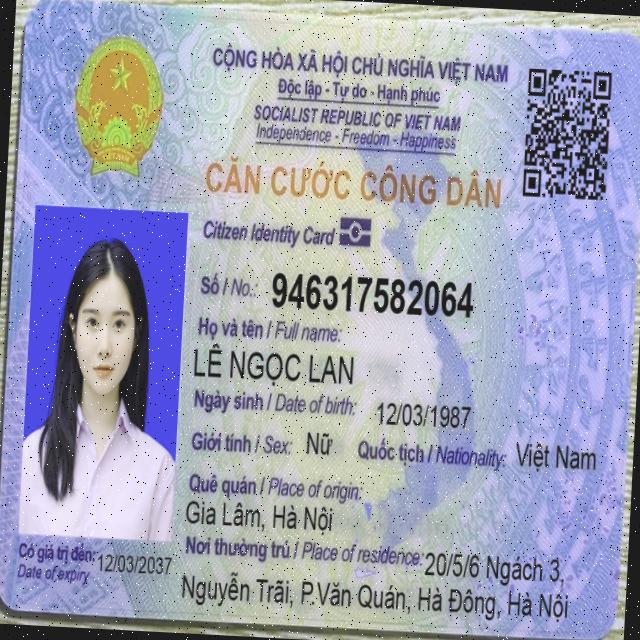 CỘNG HÒA XÃ HỘI CHỦ NGHĨA VIỆT NAM
Độc lập - Tự do - Hạnh phúc
SOCIALIST REPUBLIC OF VIET NAM
Independence - Freedom - Happiness
CĂN CƯỚC CÔNG DÂN
Citizen Identity Card
Số / No.: 946317582064
Họ và tên / Full name:
LÊ NGỌC LAN
Ngày sinh / Date of birth: 12/03/1987
Giới tính / Sex: Nữ Quốc tịch / Nationality: Việt Nam
Quê quán / Place of origin:
Gia Lâm, Hà Nội
Nơi thường trú / Place of residence: 20/5/6 Ngách 3,
Nguyễn Trãi, P.Văn Quán, Hà Đông, Hà Nội
Có giá trị đến: 12/03/2037
Date of expiry